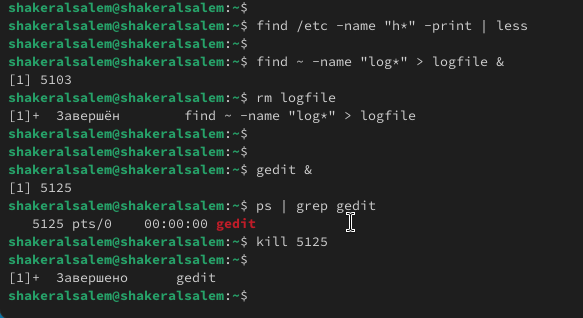 shakeralsalem@shakeralsalem:~$
shakeralsalem@shakeralsalem:~$ find /etc -name "h*" -print | less
shakeralsalem@shakeralsalem:~$
shakeralsalem@shakeralsalem:~$ find ~ -name "log*" > logfile &
[1] 5103
shakeralsalem@shakeralsalem:~$ rm logfile
[1]+  Завершён        find ~ -name "log*" > logfile
shakeralsalem@shakeralsalem:~$
shakeralsalem@shakeralsalem:~$
shakeralsalem@shakeralsalem:~$ gedit &
[1] 5125
shakeralsalem@shakeralsalem:~$ ps | grep gedit
   5125 pts/0    00:00:00 gedit
shakeralsalem@shakeralsalem:~$ kill 5125
shakeralsalem@shakeralsalem:~$
[1]+  Завершено      gedit
shakeralsalem@shakeralsalem:~$